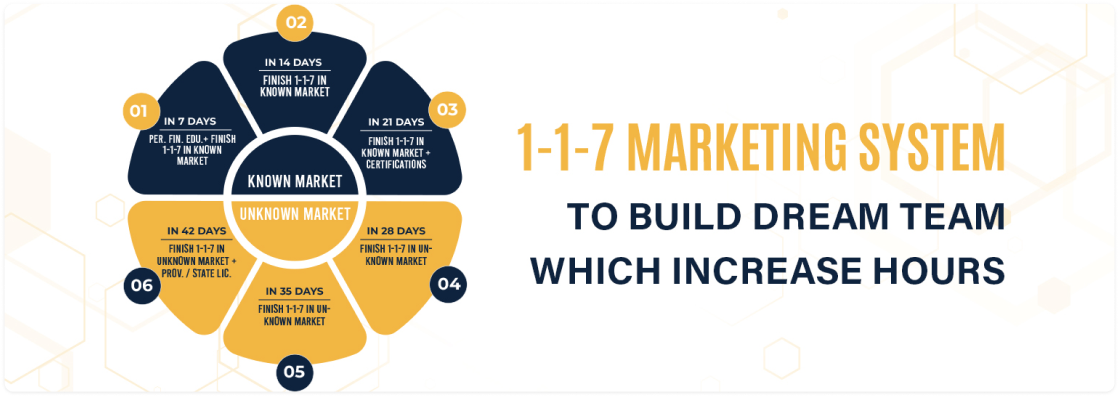 02
IN 14 DAYS
FINISH 1-1-7 IN
KNOWN MARKET
01
IN 7 DAYS
PER. FIN. EDU.+ FINISH
1-1-7 IN KNOWN
MARKET
03
IN 21 DAYS
FINISH 1-1-7 IN
KNOWN MARKET +
CERTIFICATIONS
KNOWN MARKET
UNKNOWN MARKET
IN 42 DAYS
FINISH 1-1-7 IN
UNKNOWN MARKET +
PROV. / STATE LIC.
06
IN 28 DAYS
FINISH 1-1-7 IN UN-
KNOWN MARKET
04
IN 35 DAYS
FINISH 1-1-7 IN UN-
KNOWN MARKET
05
1-1-7 MARKETING SYSTEM
TO BUILD DREAM TEAM
WHICH INCREASE HOURS